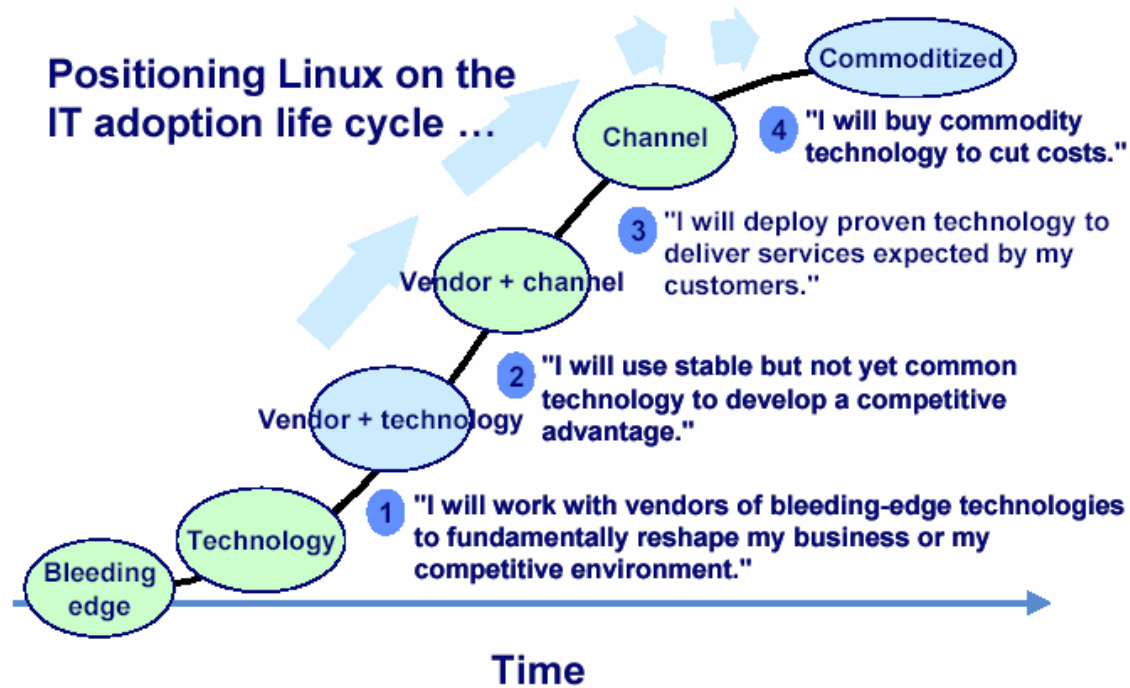 Positioning Linux on the
IT adoption life cycle ...
Commoditized
4
"I will buy commodity
technology to cut costs."
Channel
3
"I will deploy proven technology to
deliver services expected by my
customers."
Vendor + channel
2
"I will use stable but not yet common
technology to develop a competitive
advantage."
Vendor + technology
1
"I will work with vendors of bleeding-edge technologies
to fundamentally reshape my business or my
competitive environment."
Technology
Bleeding
edge
Time